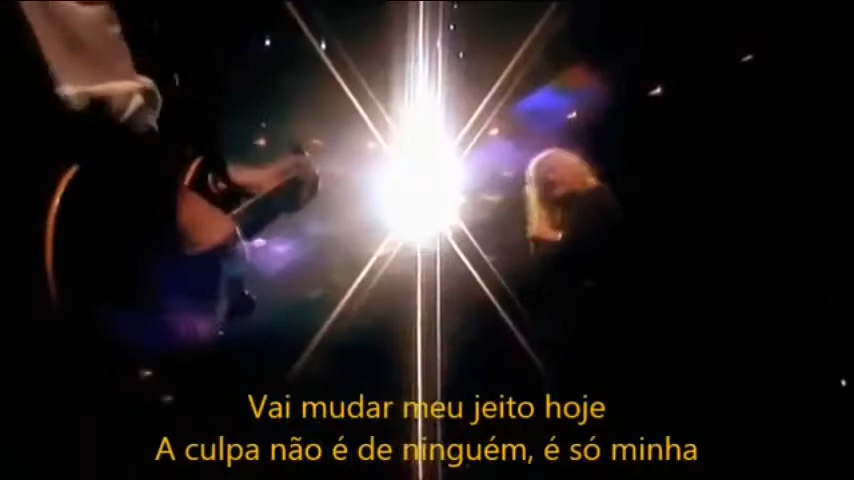 Vai mudar meu jeito hoje
A culpa não é de ninguém, é só minha